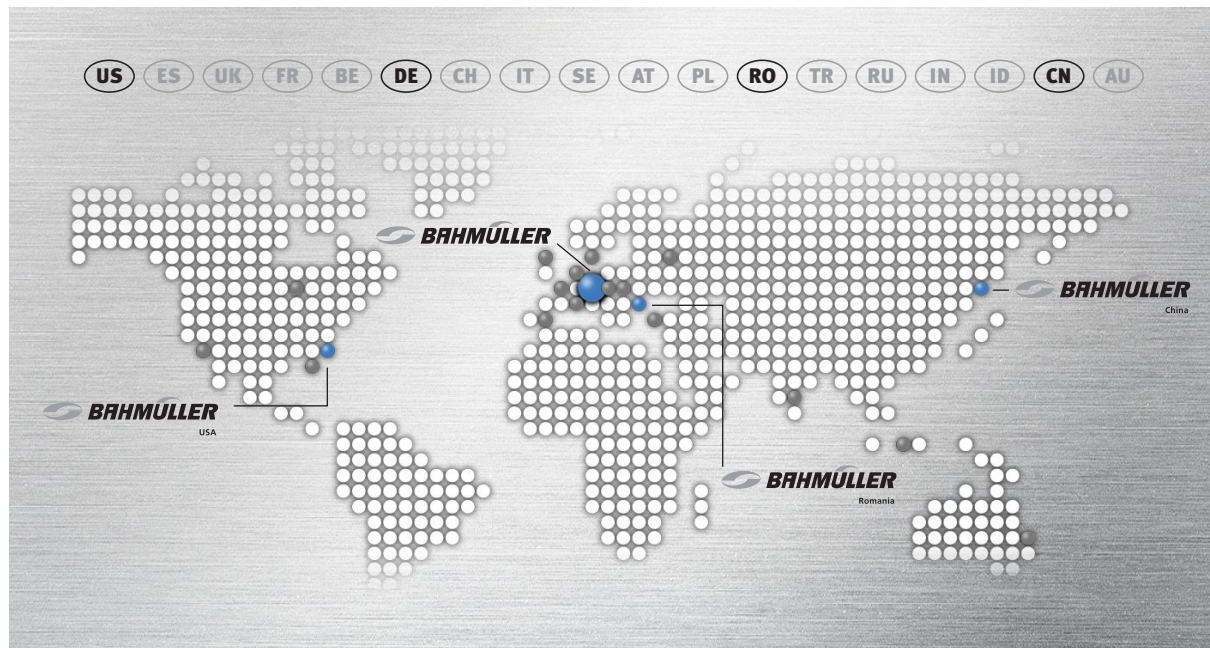 US ES UK FR BE DE CH IT SE AT PL RO TR RU IN ID CN AU
BAHMÜLLER
BAHMÜLLER
China
BAHMÜLLER
USA
BAHMÜLLER
Romania